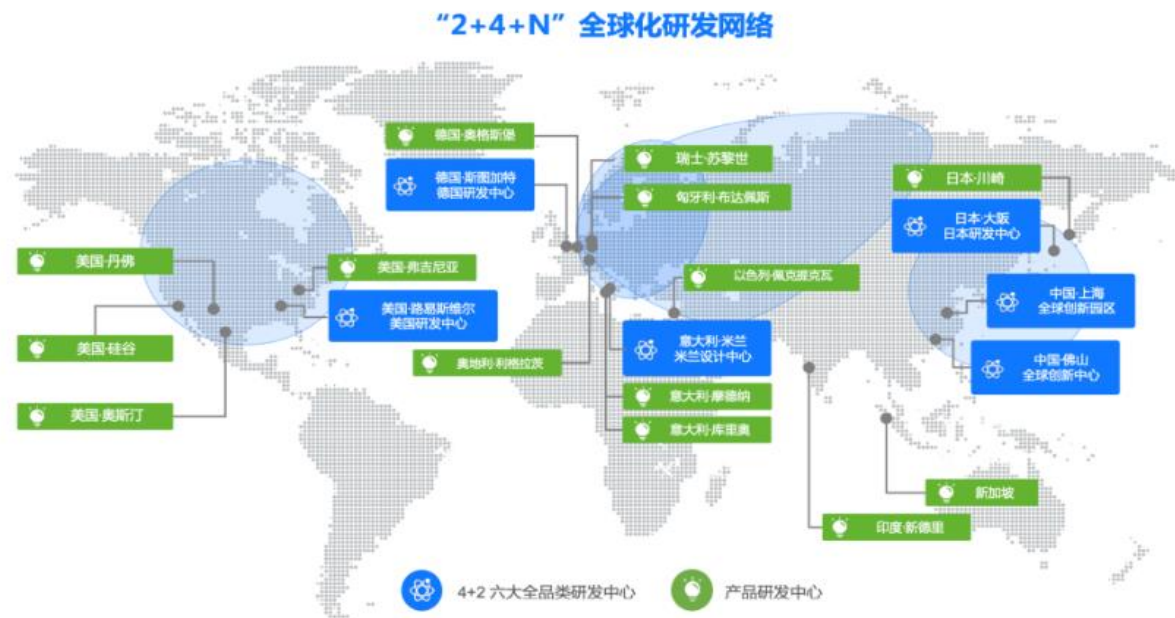 “2+4+N”全球化研发网络
德国·奥格斯堡
德国·斯图加特
德国研发中心
瑞士·苏黎世
匈牙利·布达佩斯
日本·川崎
日本·大阪
日本研发中心
美国·丹佛
美国·弗吉尼亚
以色列·佩克提克瓦
美国·路易斯维尔
美国研发中心
中国·上海
全球创新园区
美国·硅谷
奥地利·利格拉茨
意大利·米兰
米兰设计中心
中国·佛山
全球创新中心
美国·奥斯汀
意大利·摩德纳
意大利·库里奥
新加坡
印度·新德里
4+2 六大全品类研发中心
产品研发中心